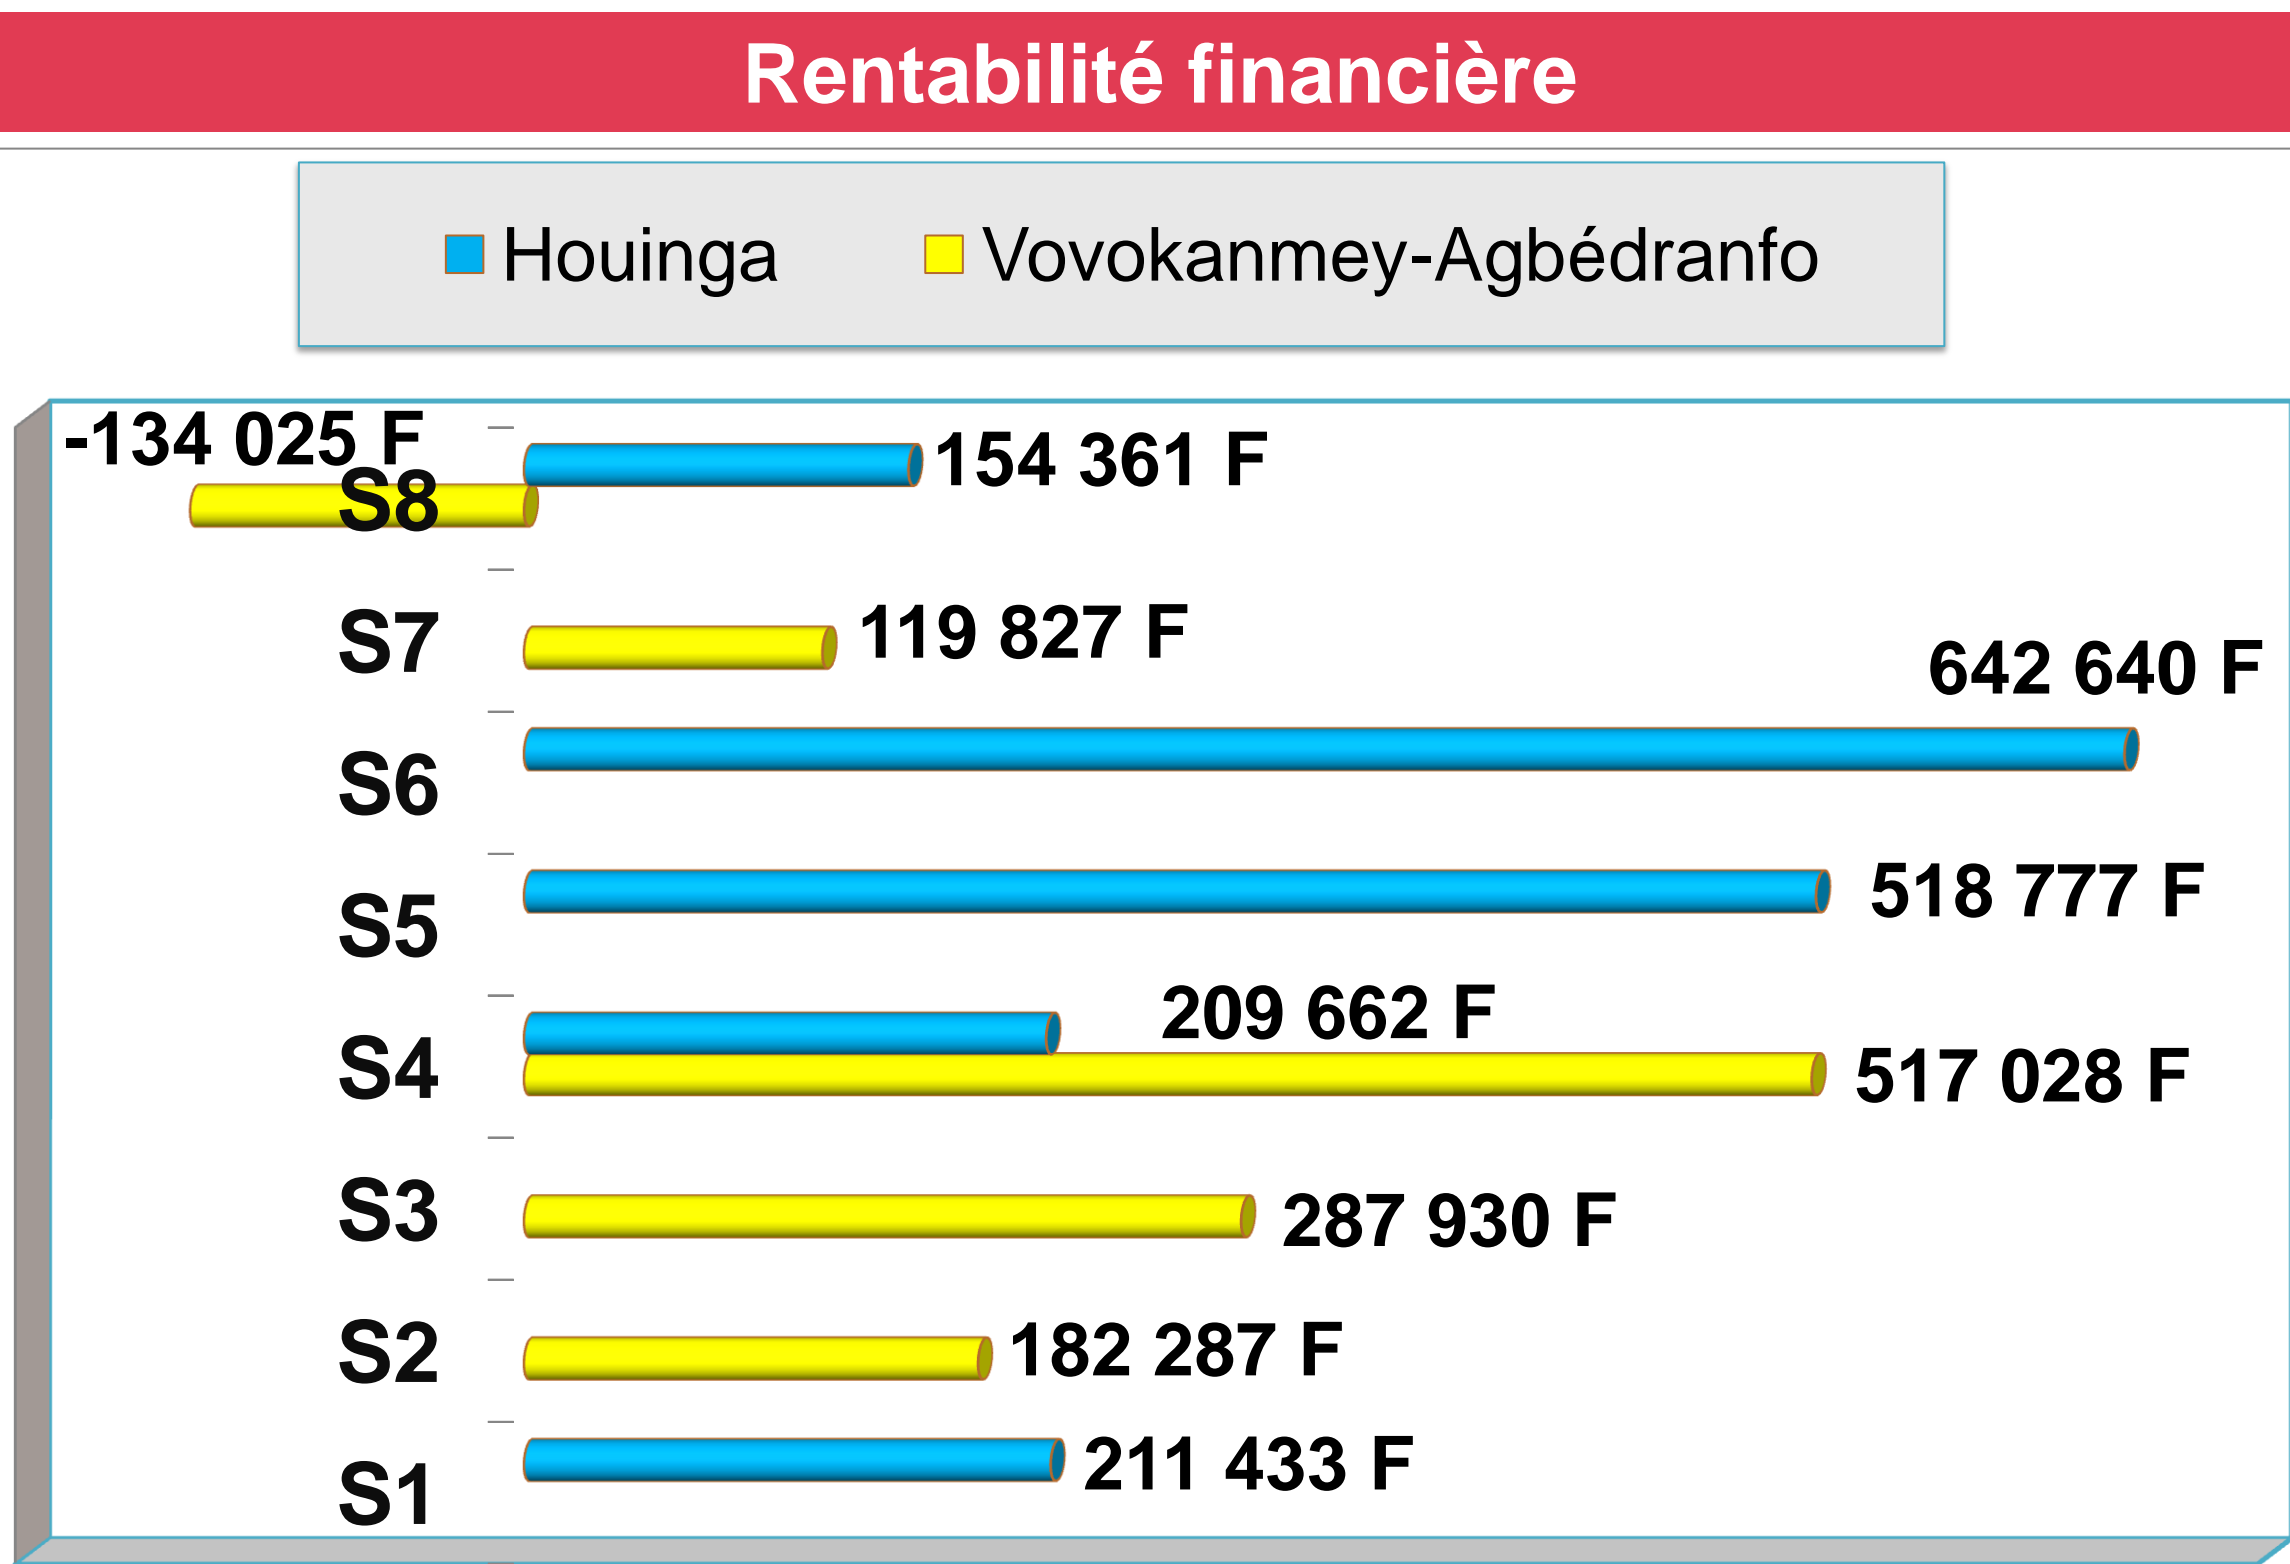 Rentabilité financière
Houinga
Vovokanmey-Agbédranfo
-134 025 F
154 361 F
S8
S7
119 827 F
642 640 F
S6
S5
518 777 F
209 662 F
S4
517 028 F
S3
287 930 F
S2
182 287 F
S1
211 433 F